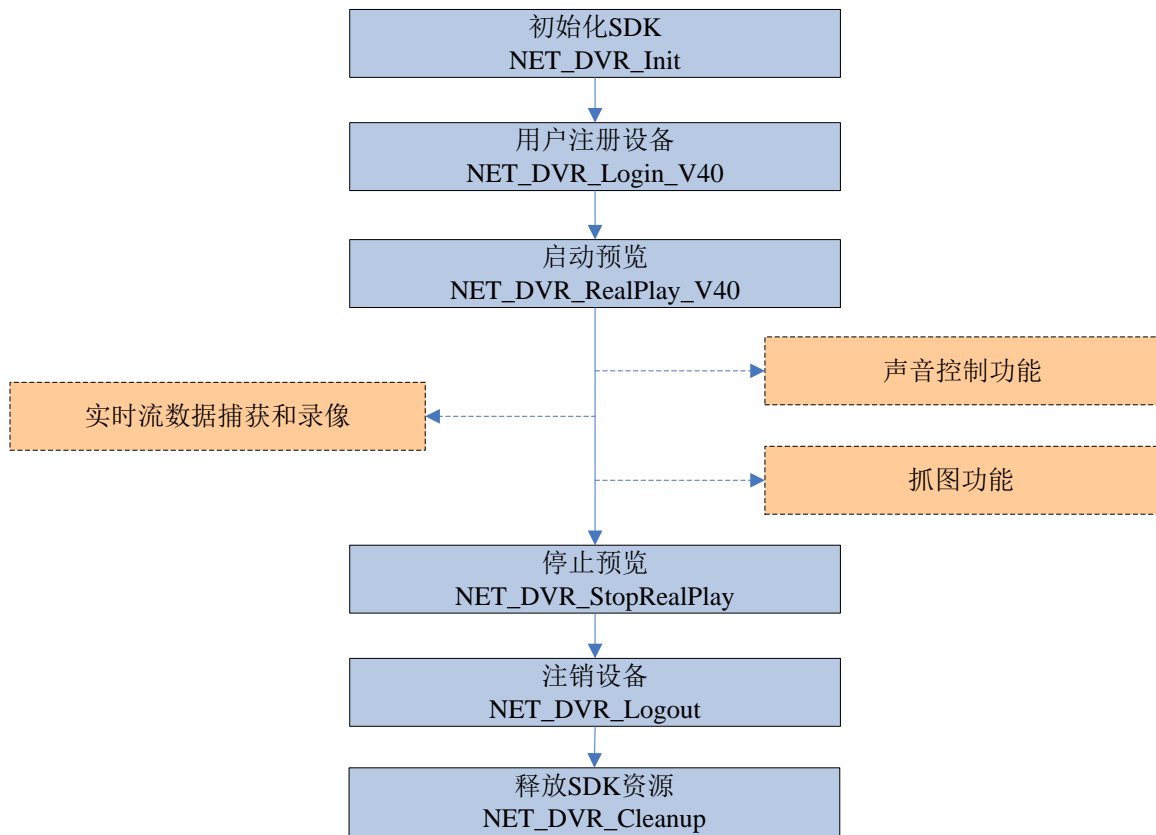 初始化SDK
NET_DVR_Init
用户注册设备
NET_DVR_Login_V40
启动预览
NET_DVR_RealPlay_V40
声音控制功能
实时流数据捕获和录像
抓图功能
停止预览
NET_DVR_StopRealPlay
注销设备
NET_DVR_Logout
释放SDK资源
NET_DVR_Cleanup